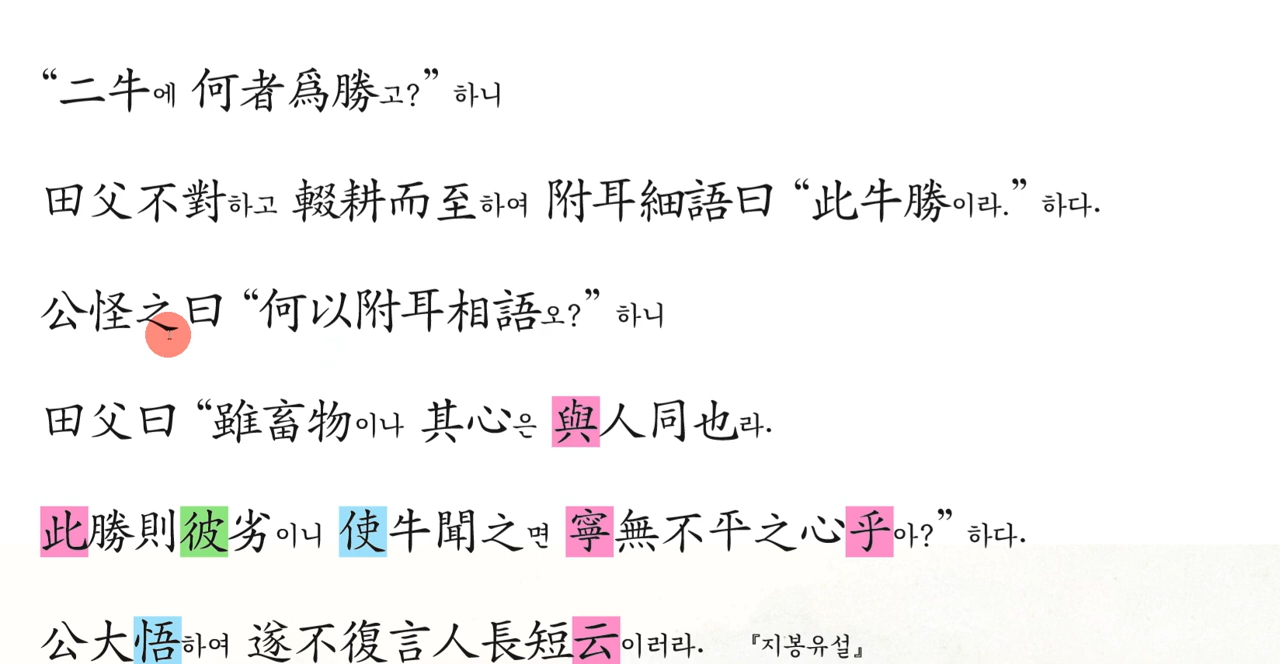 “二牛에 何者爲勝고?” 하니
田父不對하고 輟耕而至하여 附耳細語曰 “此牛勝이라.” 하다.
公怪之曰 “何以附耳相語오?” 하니
田父曰 “雖畜物이나 其心은 與人同也라.
此勝則彼劣이니 使牛聞之면 寧無不平之心乎아?” 하다.
公大悟하여 遂不復言人長短云이러라. 『지봉유설』